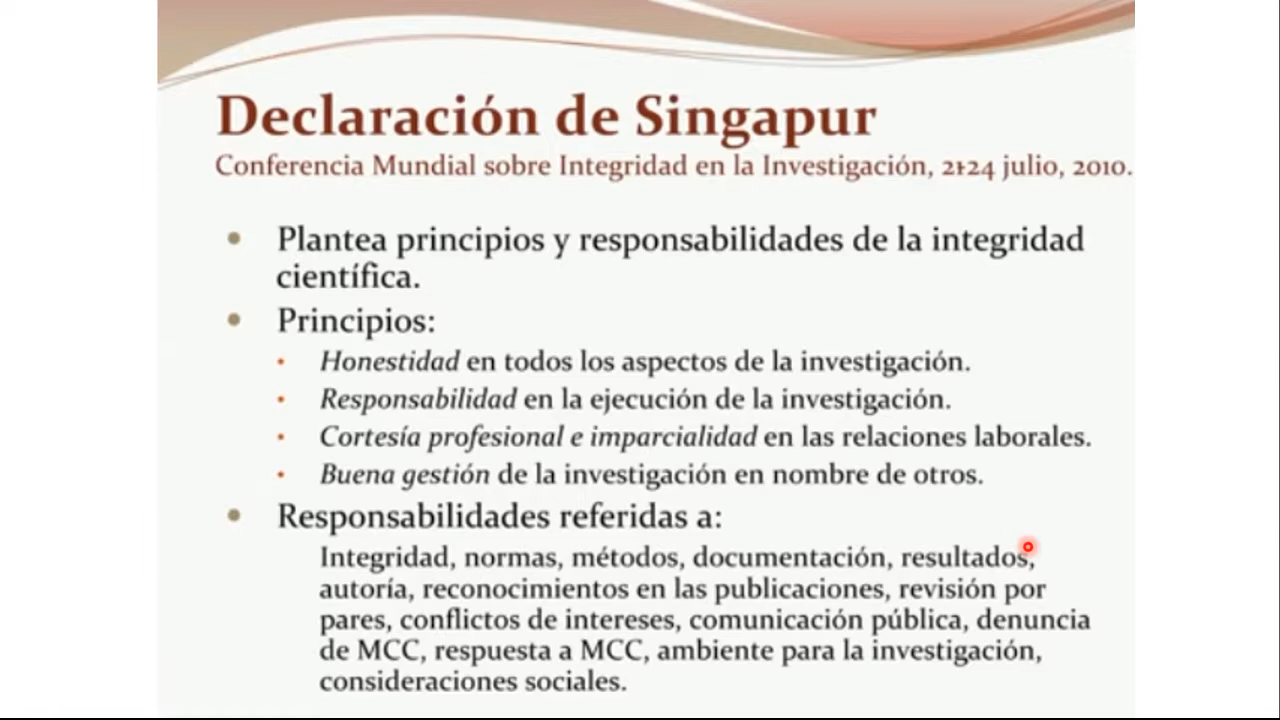 Declaración de Singapur
Conferencia Mundial sobre Integridad en la Investigación, 21-24 julio, 2010.
• Plantea principios y responsabilidades de la integridad
científica.
• Principios:
• Honestidad en todos los aspectos de la investigación.
• Responsabilidad en la ejecución de la investigación.
• Cortesía profesional e imparcialidad en las relaciones laborales.
• Buena gestión de la investigación en nombre de otros.
• Responsabilidades referidas a:
Integridad, normas, métodos, documentación, resultados,
autoría, reconocimientos en las publicaciones, revisión por
pares, conflictos de intereses, comunicación pública, denuncia
de MCC, respuesta a MCC, ambiente para la investigación,
consideraciones sociales.